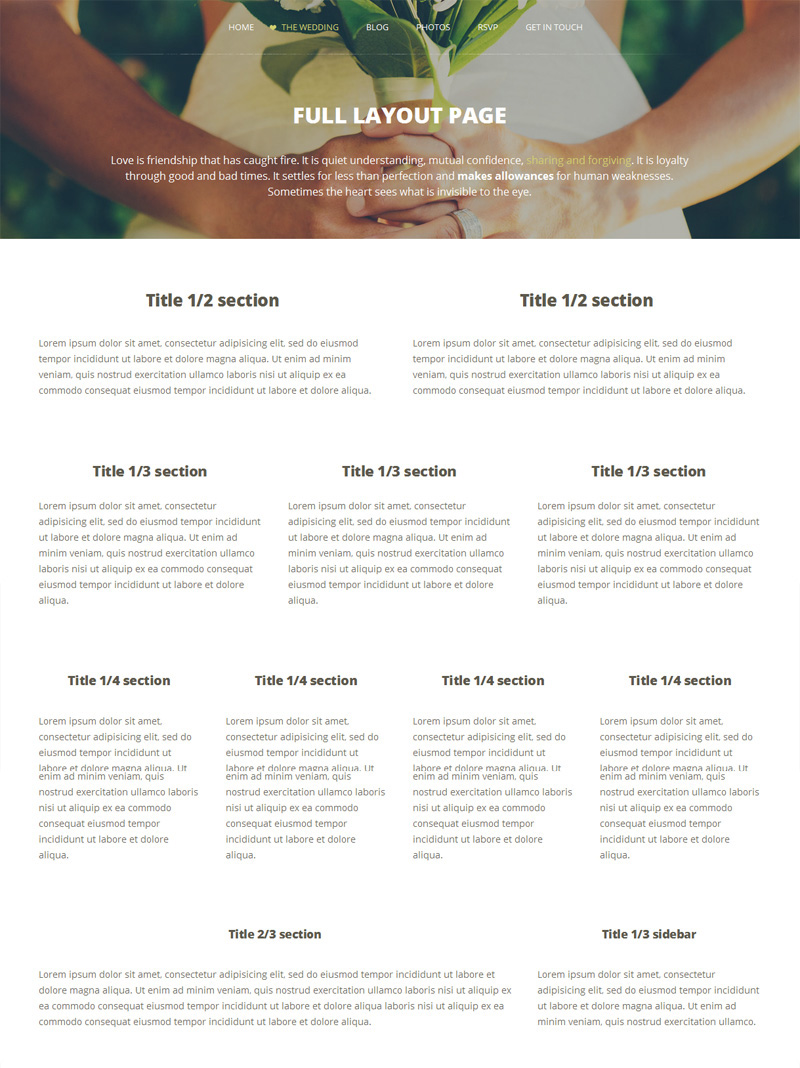 HOME THE WEDDING BLOG PHOTOS RSVP GET IN TOUCH
FULL LAYOUT PAGE
Love is friendship that has caught fire. It is quiet understanding, mutual confidence, sharing and forgiving. It is loyalty
through good and bad times. It settles for less than perfection and makes allowances for human weaknesses.
Sometimes the heart sees what is invisible to the eye.
Title 1/2 section
Lorem ipsum dolor sit amet, consectetur adipisicing elit, sed do eiusmod
tempor incididunt ut labore et dolore magna aliqua. Ut enim ad minim
veniam, quis nostrud exercitation ullamco laboris nisi ut aliquip ex ea
commodo consequat eiusmod tempor incididunt ut labore et dolore aliqua.
Title 1/2 section
Lorem ipsum dolor sit amet, consectetur adipisicing elit, sed do eiusmod
tempor incididunt ut labore et dolore magna aliqua. Ut enim ad minim
veniam, quis nostrud exercitation ullamco laboris nisi ut aliquip ex ea
commodo consequat eiusmod tempor incididunt ut labore et dolore aliqua.
Title 1/3 section
Lorem ipsum dolor sit amet, consectetur
adipisicing elit, sed do eiusmod tempor incididunt
ut labore et dolore magna aliqua. Ut enim ad
minim veniam, quis nostrud exercitation ullamco
laboris nisi ut aliquip ex ea commodo consequat
eiusmod tempor incididunt ut labore et dolore
aliqua.
Title 1/3 section
Lorem ipsum dolor sit amet, consectetur
adipisicing elit, sed do eiusmod tempor incididunt
ut labore et dolore magna aliqua. Ut enim ad
minim veniam, quis nostrud exercitation ullamco
laboris nisi ut aliquip ex ea commodo consequat
eiusmod tempor incididunt ut labore et dolore
aliqua.
Title 1/3 section
Lorem ipsum dolor sit amet, consectetur
adipisicing elit, sed do eiusmod tempor incididunt
ut labore et dolore magna aliqua. Ut enim ad
minim veniam, quis nostrud exercitation ullamco
laboris nisi ut aliquip ex ea commodo consequat
eiusmod tempor incididunt ut labore et dolore
aliqua.
Title 1/4 section
Lorem ipsum dolor sit amet,
consectetur adipisicing elit, sed do
eiusmod tempor incididunt ut
labore et dolore magna aliqua. Ut
enim ad minim veniam, quis
nostrud exercitation ullamco laboris
nisi ut aliquip ex ea commodo
consequat eiusmod tempor
incididunt ut labore et dolore
aliqua.
Title 1/4 section
Lorem ipsum dolor sit amet,
consectetur adipisicing elit, sed do
eiusmod tempor incididunt ut
labore et dolore magna aliqua. Ut
enim ad minim veniam, quis
nostrud exercitation ullamco laboris
nisi ut aliquip ex ea commodo
consequat eiusmod tempor
incididunt ut labore et dolore
aliqua.
Title 1/4 section
Lorem ipsum dolor sit amet,
consectetur adipisicing elit, sed do
eiusmod tempor incididunt ut
labore et dolore magna aliqua. Ut
enim ad minim veniam, quis
nostrud exercitation ullamco laboris
nisi ut aliquip ex ea commodo
consequat eiusmod tempor
incididunt ut labore et dolore
aliqua.
Title 1/4 section
Lorem ipsum dolor sit amet,
consectetur adipisicing elit, sed do
eiusmod tempor incididunt ut
labore et dolore magna aliqua. Ut
enim ad minim veniam, quis
nostrud exercitation ullamco laboris
nisi ut aliquip ex ea commodo
consequat eiusmod tempor
incididunt ut labore et dolore
aliqua.
Title 2/3 section
Lorem ipsum dolor sit amet, consectetur adipisicing elit, sed do eiusmod tempor incididunt ut labore et
dolore magna aliqua. Ut enim ad minim veniam, quis nostrud exercitation ullamco laboris nisi ut aliquip ex
ea commodo consequat eiusmod tempor incididunt ut labore et dolore aliqua laboris nisi ut aliquip ex ea
commodo consequat eiusmod tempor incididunt ut labore et dolore aliqua.
Title 1/3 sidebar
Lorem ipsum dolor sit amet, consectetur
adipisicing elit, sed do eiusmod tempor incididunt
ut labore et dolore magna aliqua. Ut enim ad
minim veniam, quis nostrud exercitation ullamco.